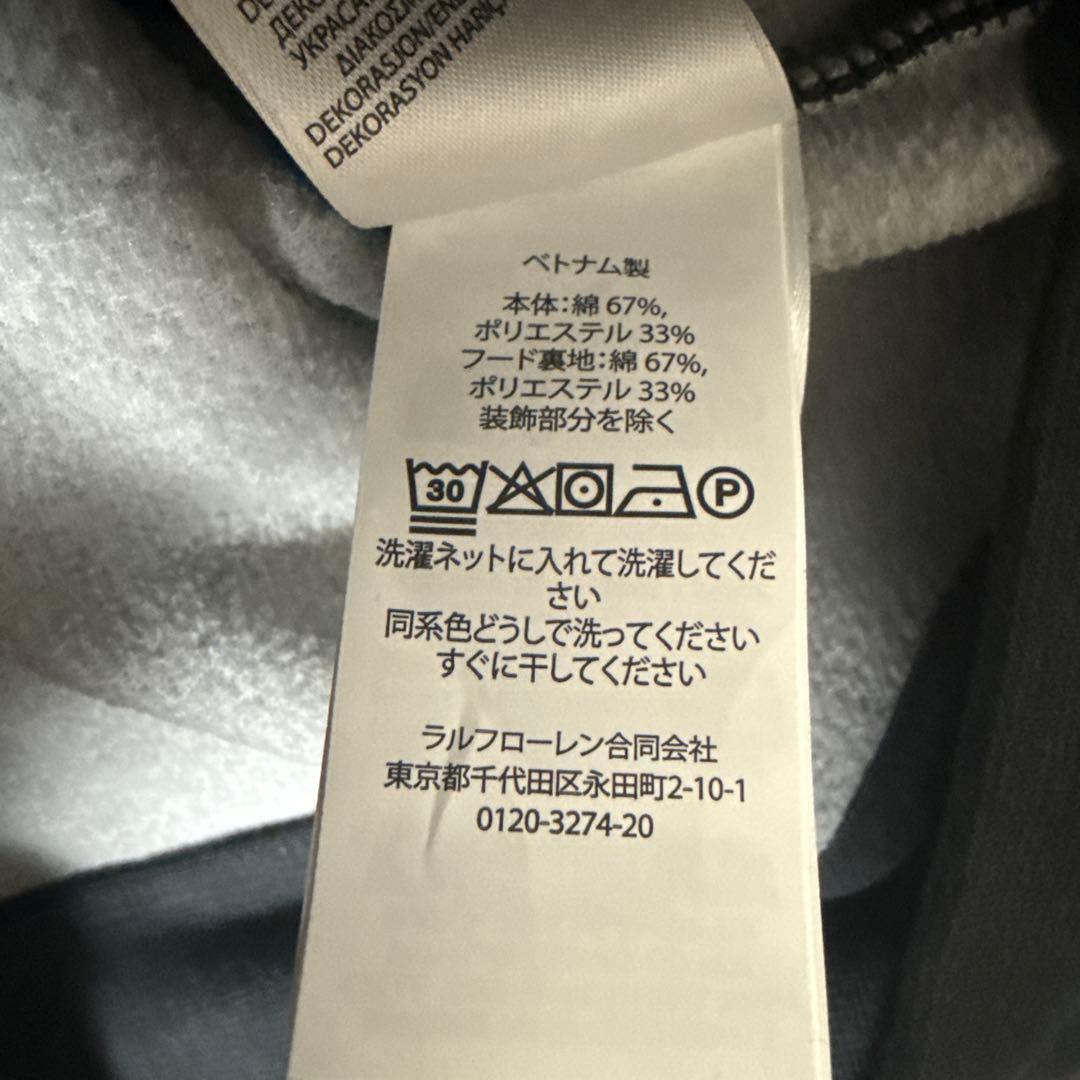 DEKORASJON/EN
DEKORASYON HARİÇ
ベトナム製
本体：綿 67%,
ポリエステル 33%
フード裏地：綿 67%,
ポリエステル 33%
装飾部分を除く
30 P
洗濯ネットに入れて洗濯してくだ
さい
同系色どうしで洗ってください
すぐに干してください
ラルフローレン合同会社
東京都千代田区永田町2-10-1
0120-3274-20